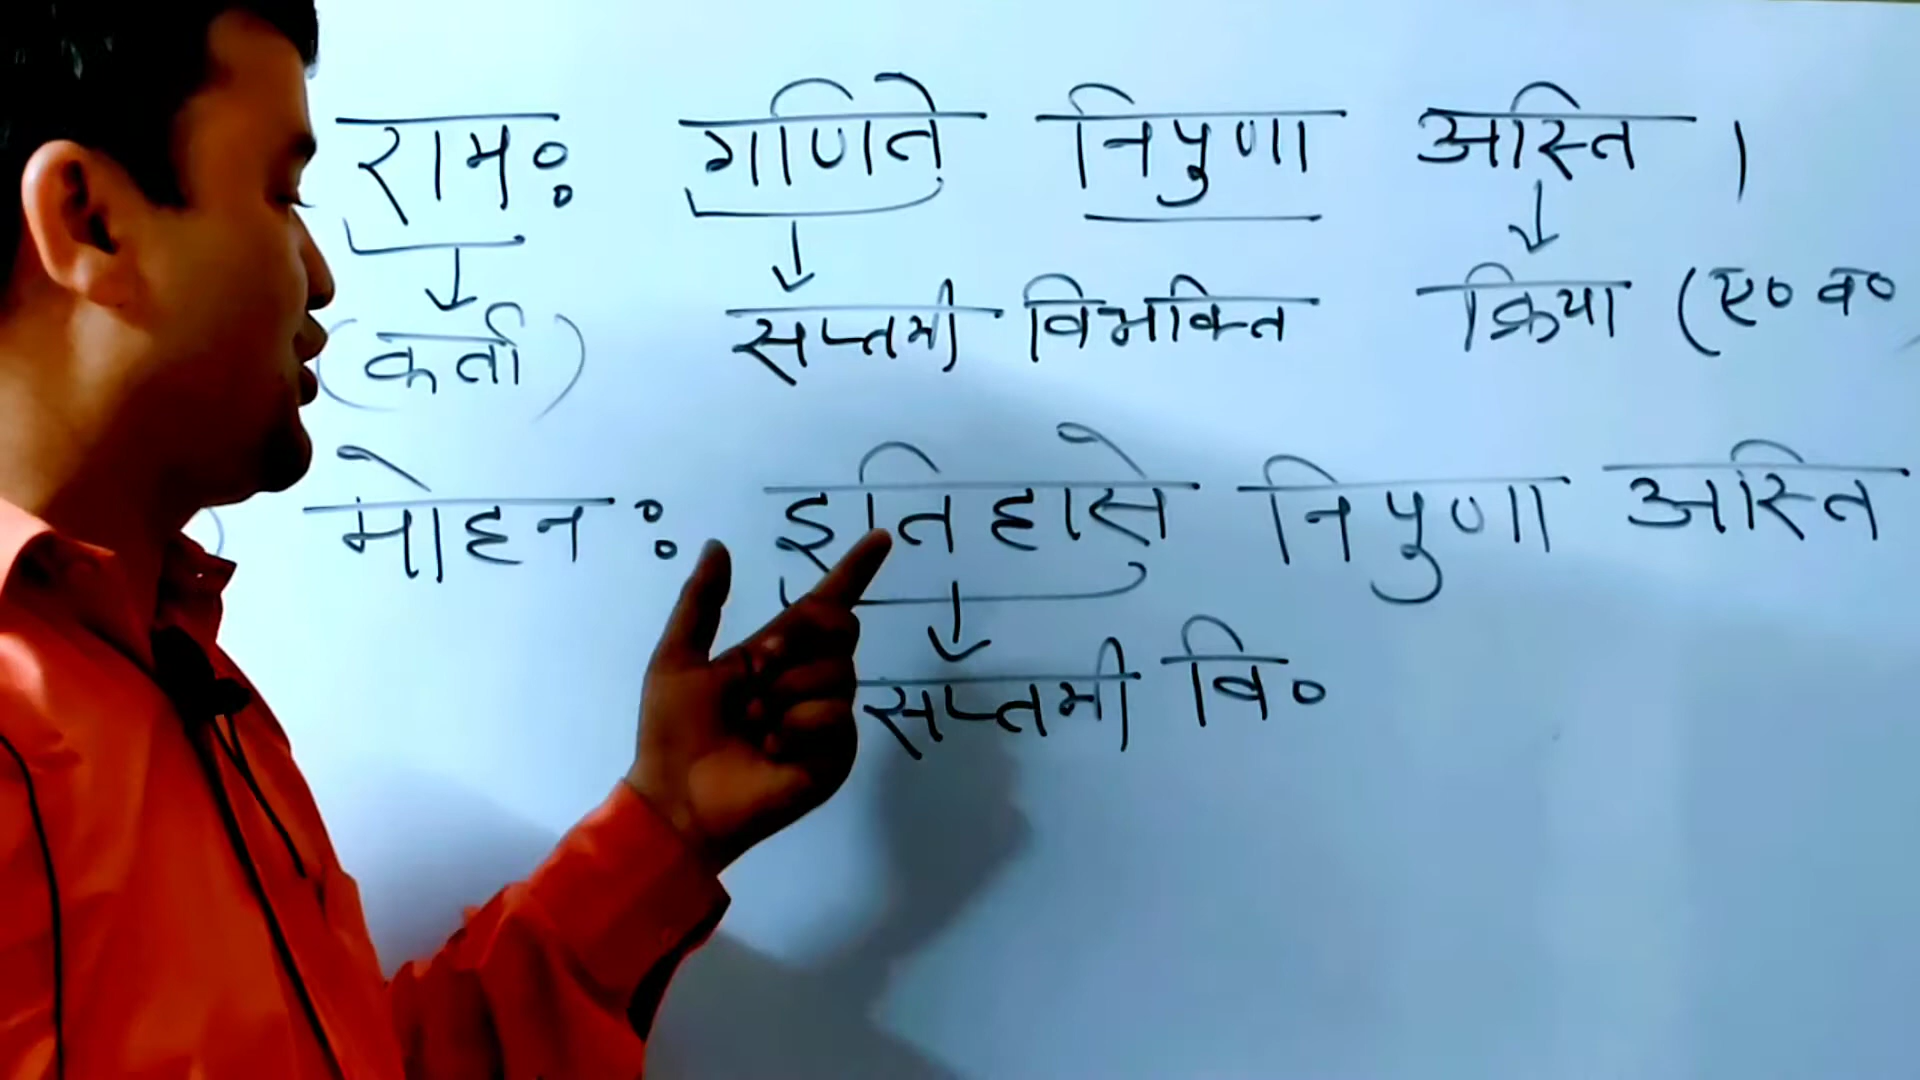 रामः गणिते निपुणा अस्ति ।
(कर्ता) सप्तमी विभक्ति क्रिया (ए० व०)
मोहनः इतिहासे निपुणा अस्ति
सप्तमी वि०